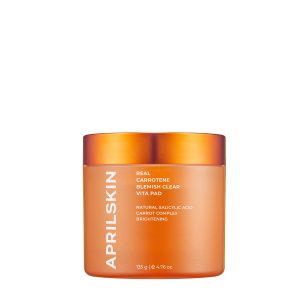 APRILSKIN
REAL
CARROTENE
BLEMISH CLEAR
VITA PAD
NATURAL SALICYLIC ACID
CARROT COMPLEX
BRIGHTENING
135 g | ℮ 4.76 oz